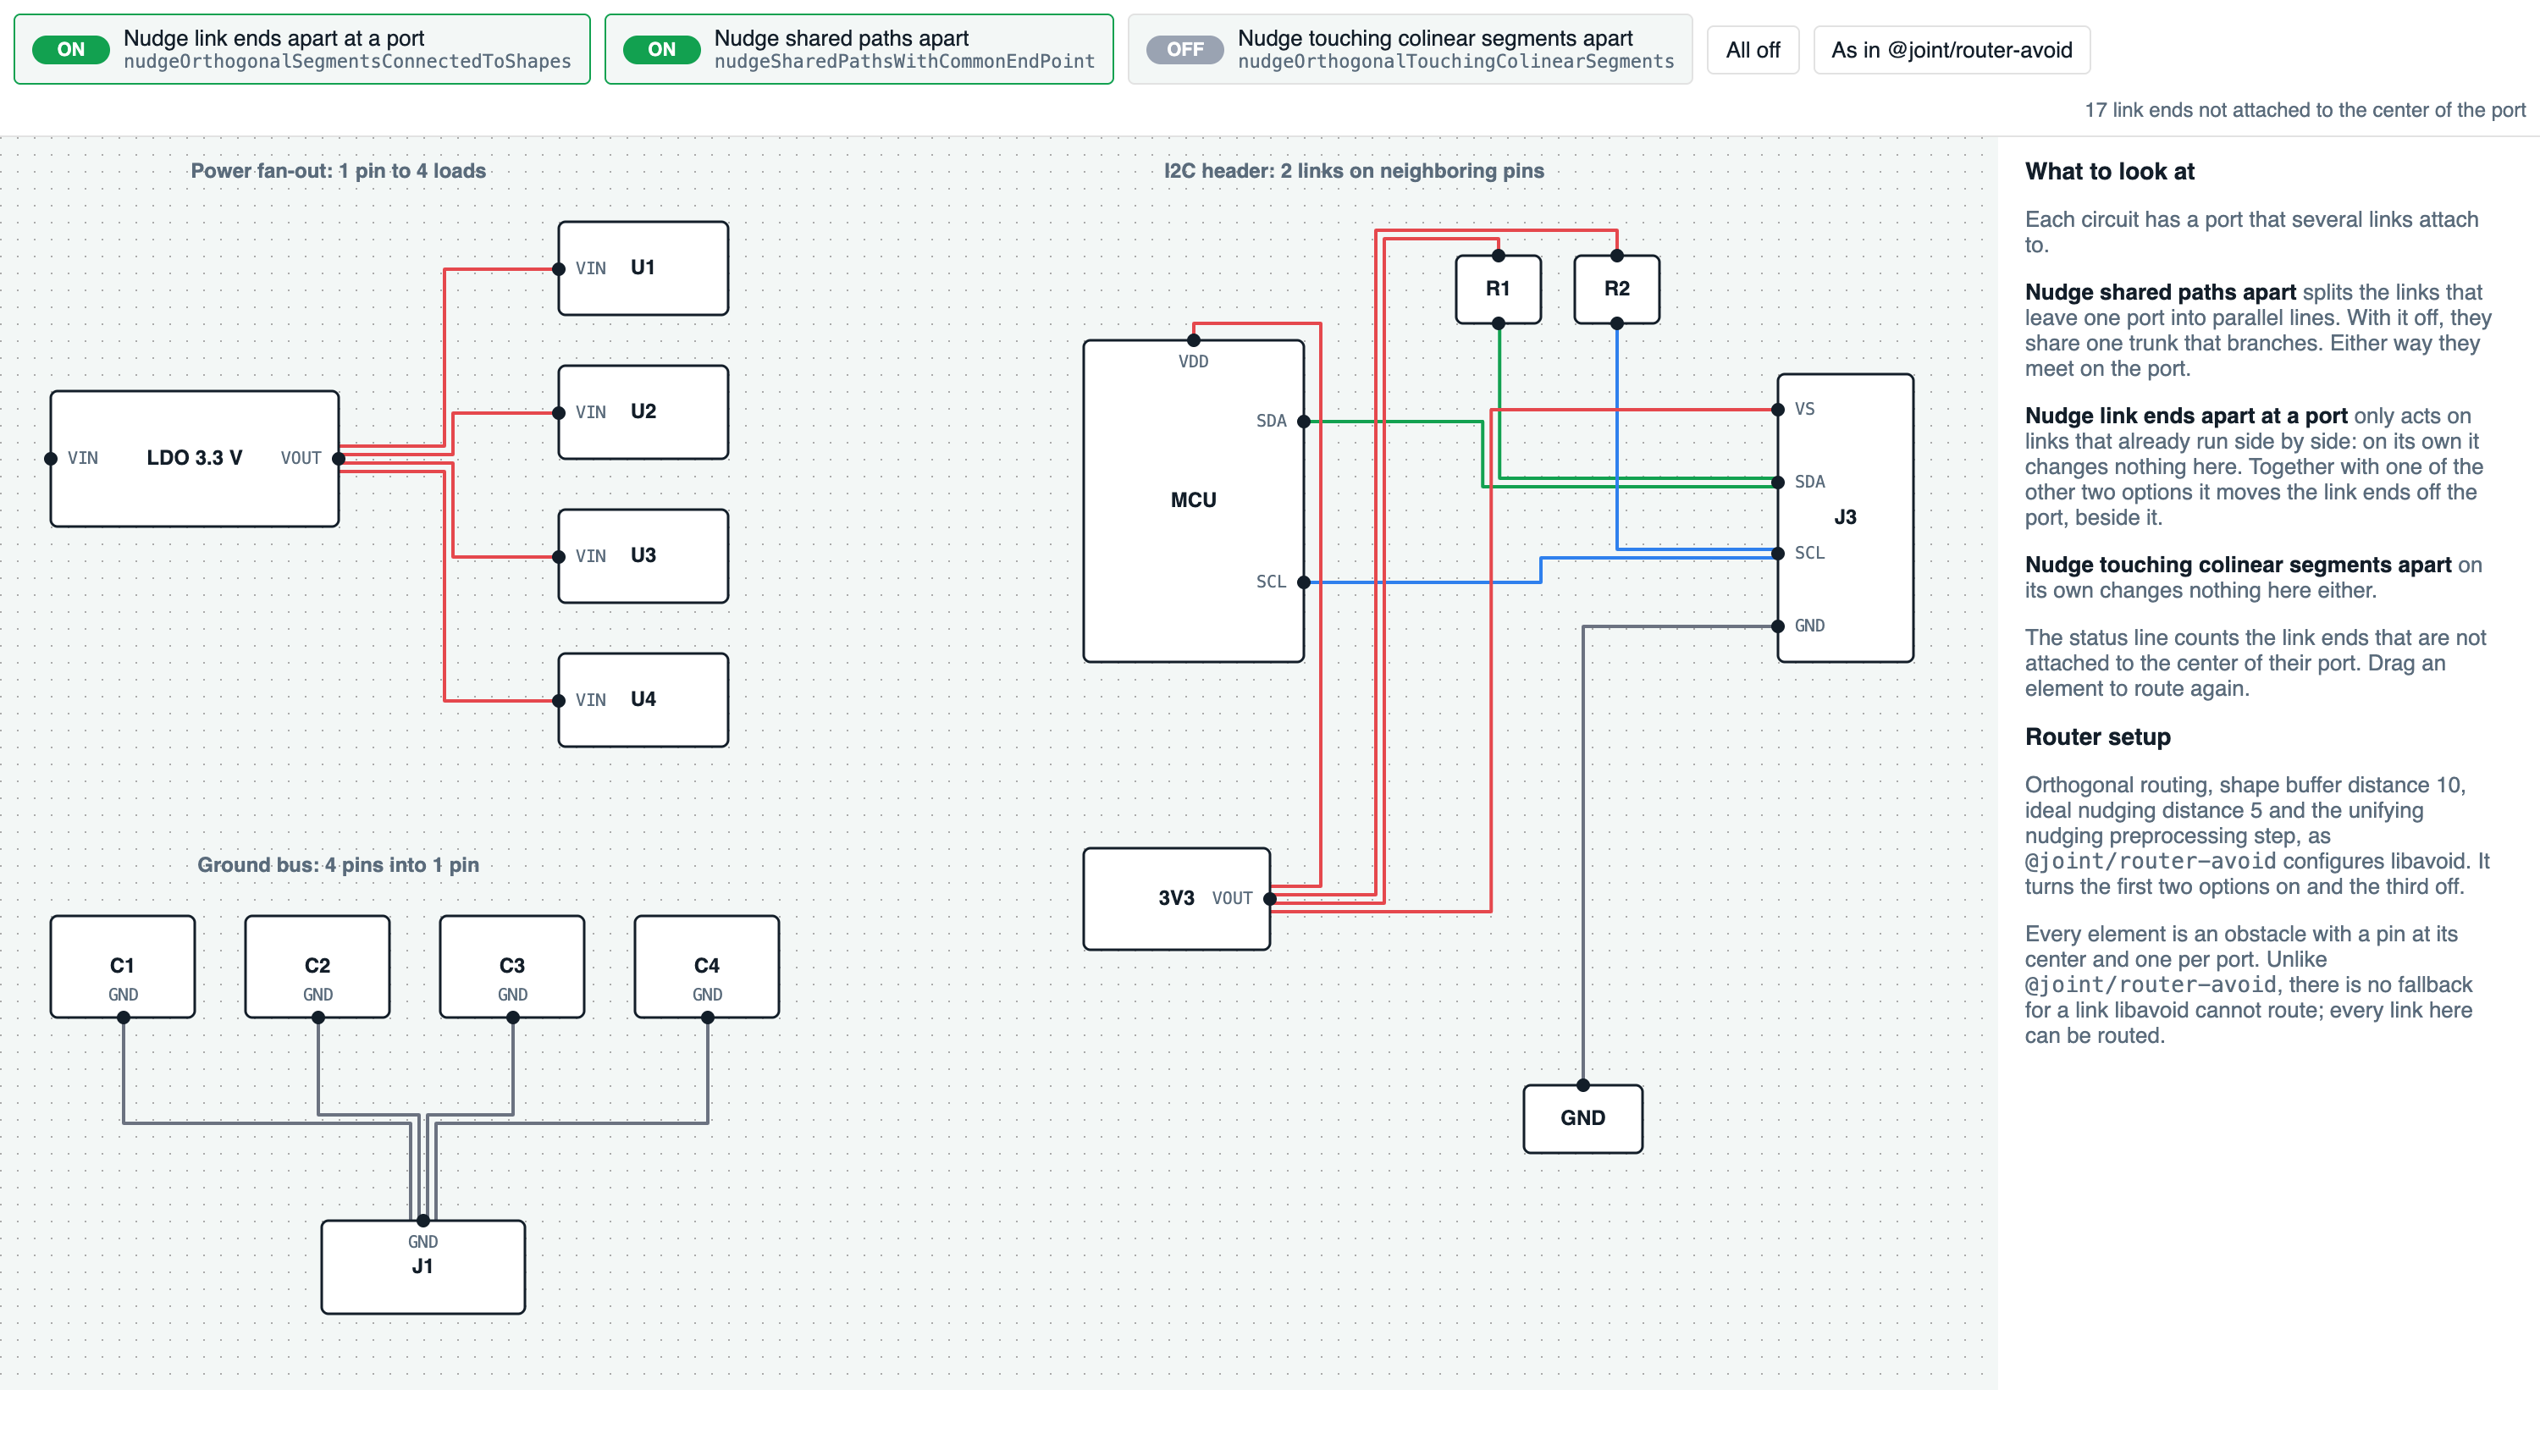 ON
Nudge link ends apart at a port
nudgeOrthogonalSegmentsConnectedToShapes
ON
Nudge shared paths apart
nudgeSharedPathsWithCommonEndPoint
OFF
Nudge touching colinear segments apart
nudgeOrthogonalTouchingColinearSegments
All off
As in @joint/router-avoid
17 link ends not attached to the center of the port
Power fan-out: 1 pin to 4 loads
VIN U1
VIN U2
VIN LDO 3.3 V VOUT
VIN U3
VIN U4
Ground bus: 4 pins into 1 pin
C1
GND
C2
GND
C3
GND
C4
GND
GND
J1
I2C header: 2 links on neighboring pins
R1
R2
VDD
SDA
MCU
SCL
VS
SDA
J3
SCL
GND
3V3 VOUT
GND
What to look at
Each circuit has a port that several links attach
to.
Nudge shared paths apart splits the links that
leave one port into parallel lines. With it off, they
share one trunk that branches. Either way they
meet on the port.
Nudge link ends apart at a port only acts on
links that already run side by side: on its own it
changes nothing here. Together with one of the
other two options it moves the link ends off the
port, beside it.
Nudge touching colinear segments apart on
its own changes nothing here either.
The status line counts the link ends that are not
attached to the center of their port. Drag an
element to route again.
Router setup
Orthogonal routing, shape buffer distance 10,
ideal nudging distance 5 and the unifying
nudging preprocessing step, as
@joint/router-avoid configures libavoid. It
turns the first two options on and the third off.
Every element is an obstacle with a pin at its
center and one per port. Unlike
@joint/router-avoid, there is no fallback
for a link libavoid cannot route; every link here
can be routed.